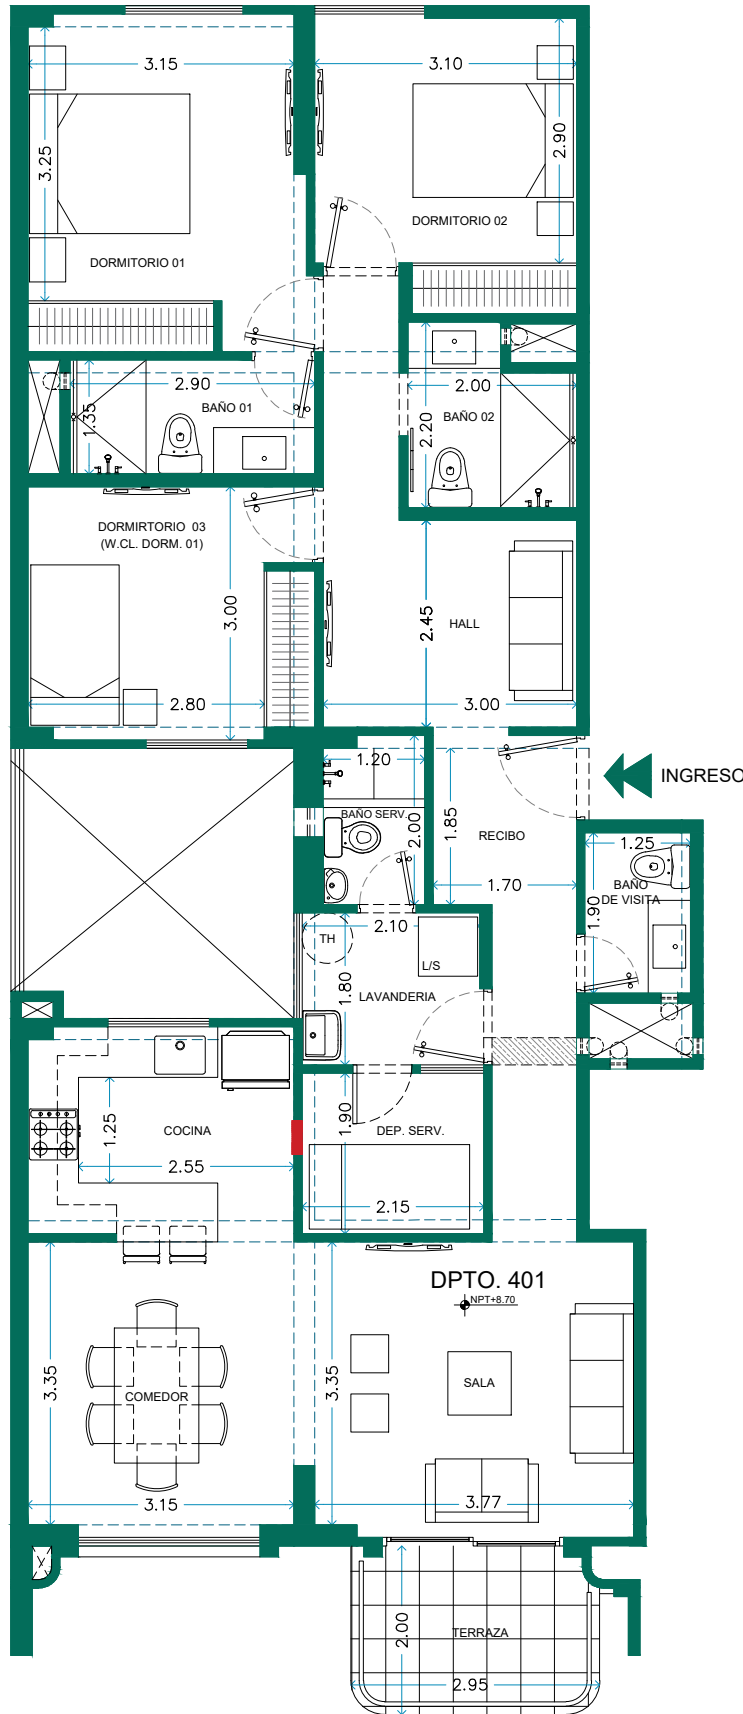 3.15
3.10
3.25
2.90
DORMITORIO 02
DORMITORIO 01
2.90
BAÑO 01
1.35
2.00
BAÑO 02
2.20
DORMIRTORIO 03
(W.CL. DORM. 01)
3.00
2.80
2.45
HALL
3.00
1.20
BAÑO SERV.
2.00
1.85
RECIBO
1.70
INGRESO
1.25
BAÑO
DE VISITA
1.90
2.10
TH
L/S
1.80
LAVANDERIA
COCINA
1.25
2.55
1.90
DEP. SERV.
2.15
DPTO. 401
NPT+8.70
3.35
COMEDOR
3.35
SALA
3.15
3.77
2.00
TERRAZA
2.95